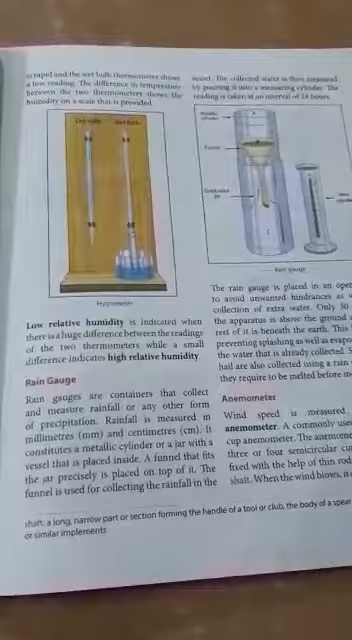 is rapid and the wet bulb thermometer shows
a low reading. The difference in temperature
between the two thermometers shows the
humidity on a scale that is provided.
Dry Bulb
Wet Bulb
Hygrometer
Low relative humidity is indicated when
there is a huge difference between the readings
of the two thermometers while a small
difference indicates high relative humidity.
Rain Gauge
Rain gauges are containers that collect
and measure rainfall or any other form
of precipitation. Rainfall is measured in
millimetres (mm) and centimetres (cm). It
constitutes a metallic cylinder or a jar with a
vessel that is placed inside. A funnel that fits
the jar precisely is placed on top of it. The
funnel is used for collecting the rainfall in the
vessel. The collected water is then measured
by pouring it into a measuring cylinder. The
reading is taken at an interval of 24 hours.
cylinder
Funnel
Graduated
jar
Rain gauge
The rain gauge is placed in an open
to avoid unwanted hindrances
collection of extra water. Only 30
the apparatus is above the ground
rest of it is beneath the earth. This
preventing splashing as well as
the water that is already collected.
hail are also collected using a rain
they require to be melted before
Anemometer
Wind speed is measured
anemometer. A commonly
cup anemometer. The
three or four semicircular
fixed with the help of thin
shaft. When the wind blows, it
shaft: a long, narrow part or section forming the handle of a tool or club, the body of a spear
or similar implements